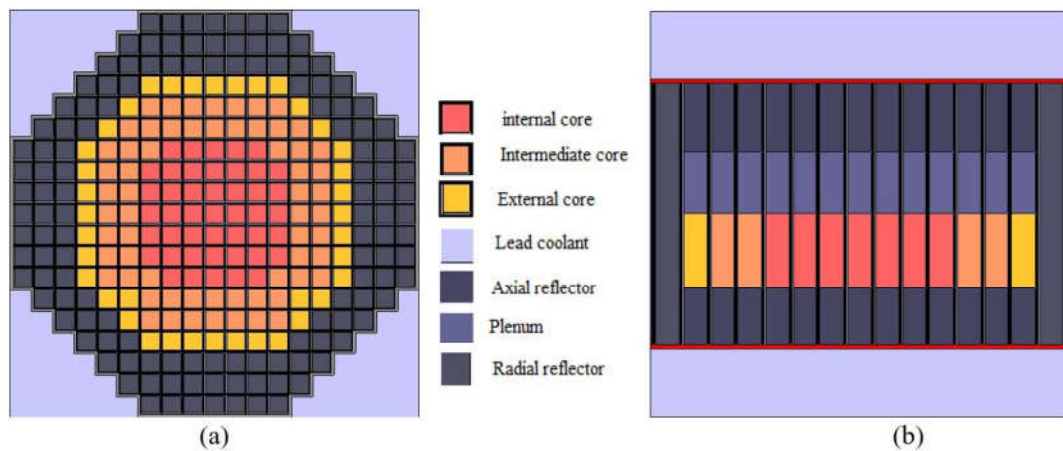 internal core
Intermediate core
External core
Lead coolant
Axial reflector
Plenum
Radial reflector
(a)
(b)